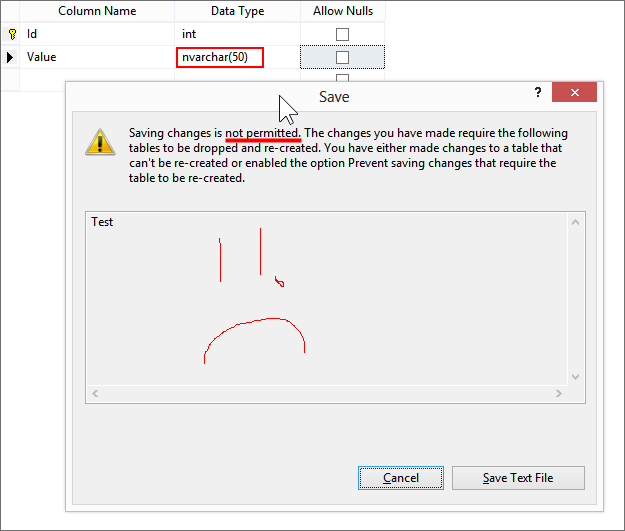 Column Name Data Type Allow Nulls
Id int
Value nvarchar(50)
Save ?
Saving changes is not permitted. The changes you have made require the following
tables to be dropped and re-created. You have either made changes to a table that
can't be re-created or enabled the option Prevent saving changes that require the
table to be re-created.
Test
Cancel Save Text File